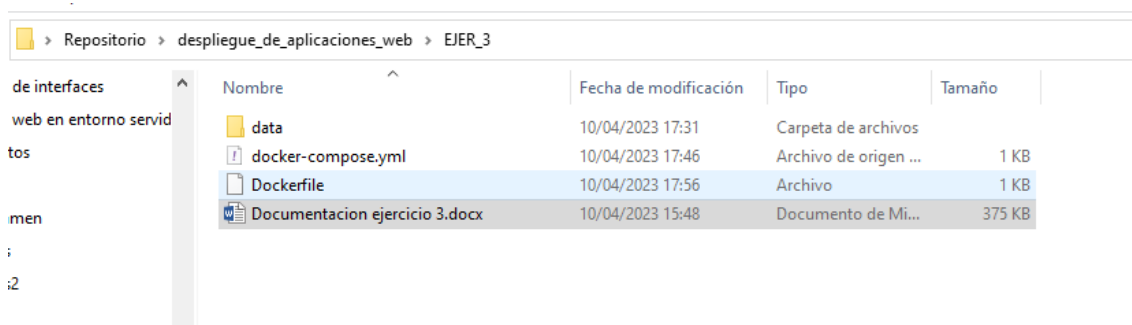 Repositorio > despliegue_de_aplicaciones_web > EJER_3
de interfaces
web en entorno servid
tos
men
s
s2
Nombre Fecha de modificación Tipo Tamaño
data 10/04/2023 17:31 Carpeta de archivos
docker-compose.yml 10/04/2023 17:46 Archivo de origen ... 1 KB
Dockerfile 10/04/2023 17:56 Archivo 1 KB
Documentacion ejercicio 3.docx 10/04/2023 15:48 Documento de Mi... 375 KB